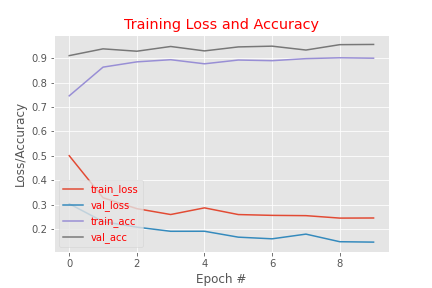 Training Loss and Accuracy
Loss/Accuracy
0.9
0.8
0.7
0.6
0.5
0.4
0.3
0.2
train_loss
val_loss
train_acc
val_acc
0 2 4 6 8
Epoch #